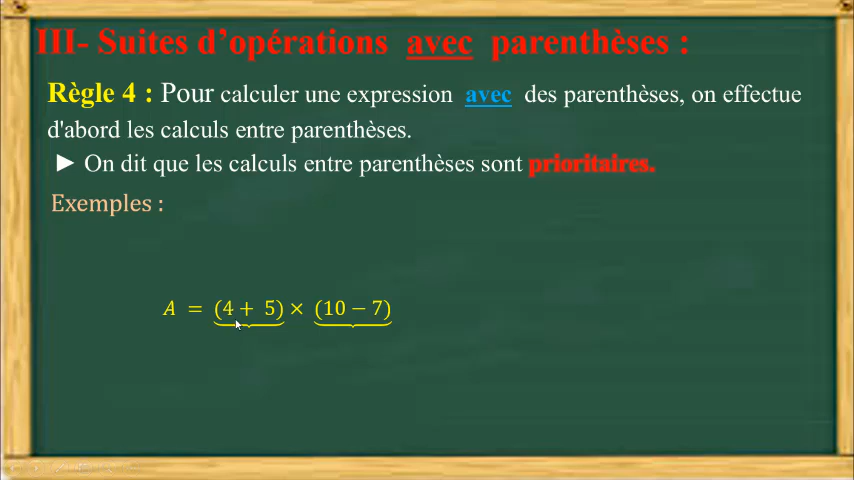 III- Suites d’opérations avec parenthèses :
Règle 4 : Pour calculer une expression avec des parenthèses, on effectue
d'abord les calculs entre parenthèses.
► On dit que les calculs entre parenthèses sont prioritaires.
Exemples :
A = (4 + 5) × (10 − 7)